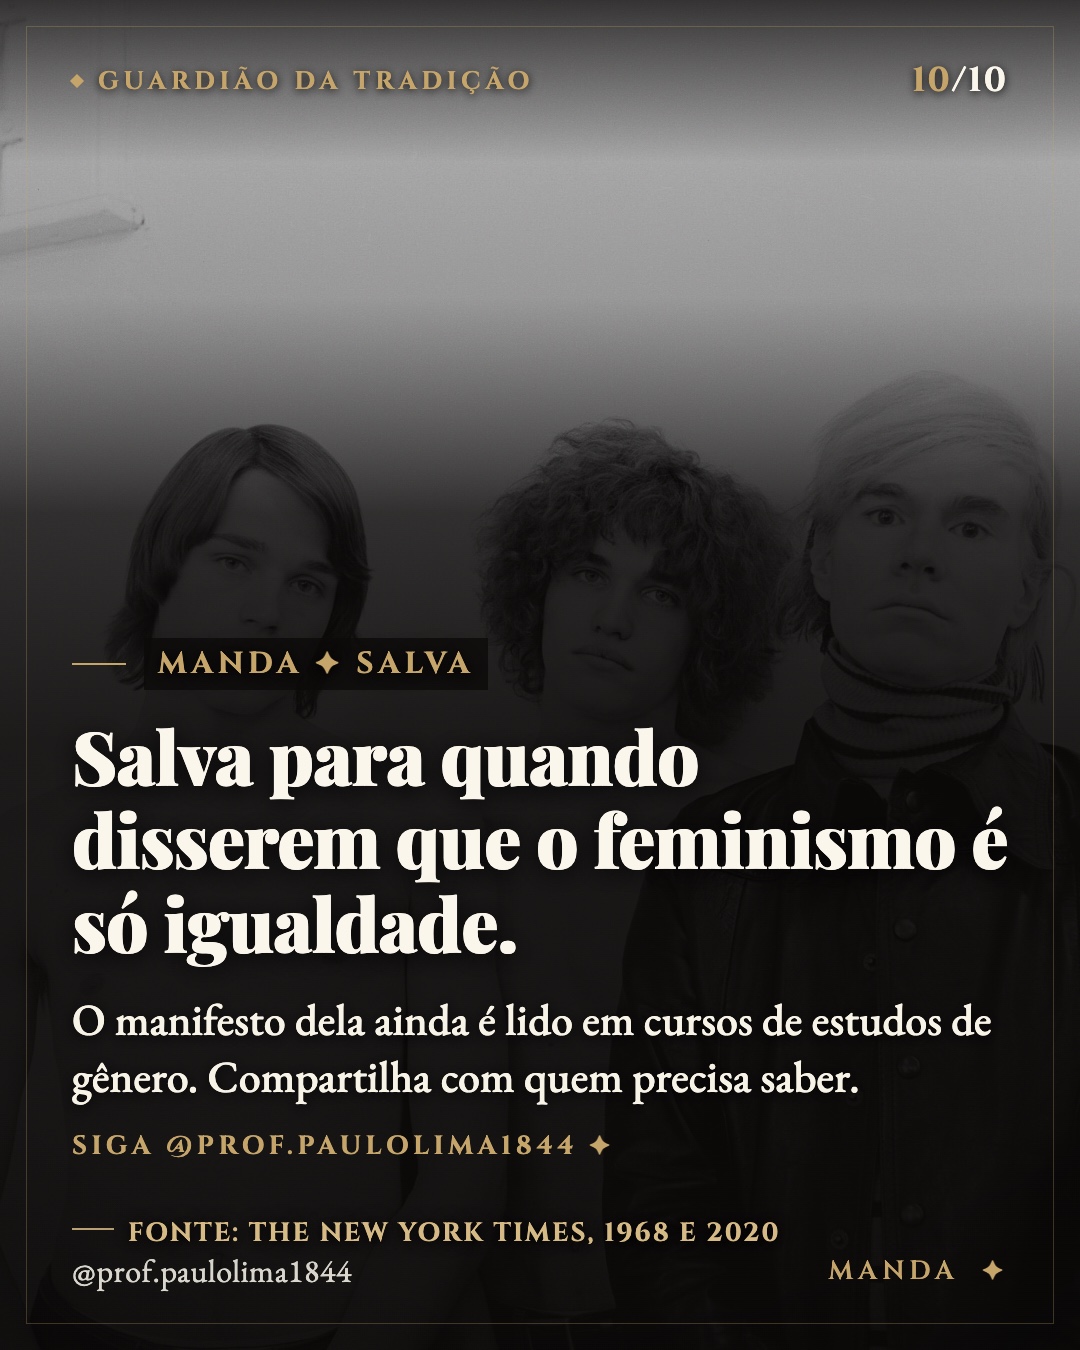 ◆ GUARDIÃO DA TRADIÇÃO
10/10
MANDA ✦ SALVA
Salva para quando
disserem que o feminismo é
só igualdade.
O manifesto dela ainda é lido em cursos de estudos de
gênero. Compartilha com quem precisa saber.
SIGA @PROF.PAULOLIMA1844 ✦
FONTE: THE NEW YORK TIMES, 1968 E 2020
@prof.paulolima1844
MANDA ✦